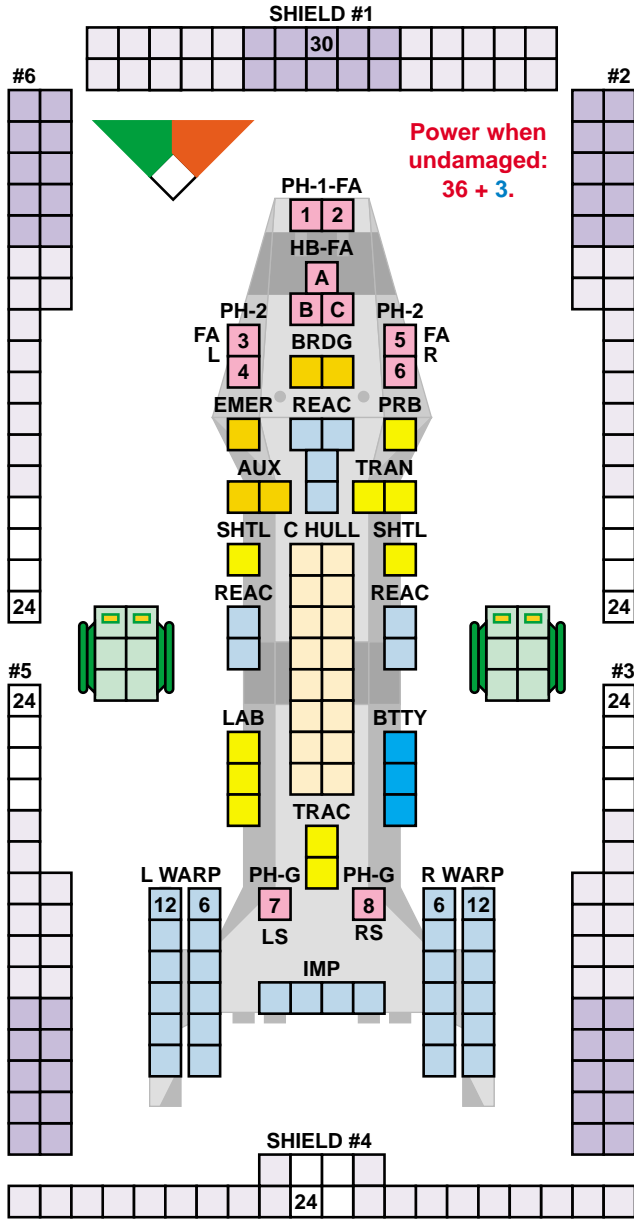 SHIELD #1
30
#6
#2
Power when
undamaged:
36 + 3.
PH-1-FA
1 2
HB-FA
A
B C
PH-2
PH-2
FA
L
3
4
5
6
FA
R
BRDG
EMER
REAC
PRB
AUX
TRAN
SHTL
C HULL
SHTL
REAC
REAC
24
24
#5
#3
24
24
LAB
BTTY
TRAC
L WARP
PH-G
PH-G
R WARP
12 6
7
8
6 12
LS
RS
IMP
SHIELD #4
24